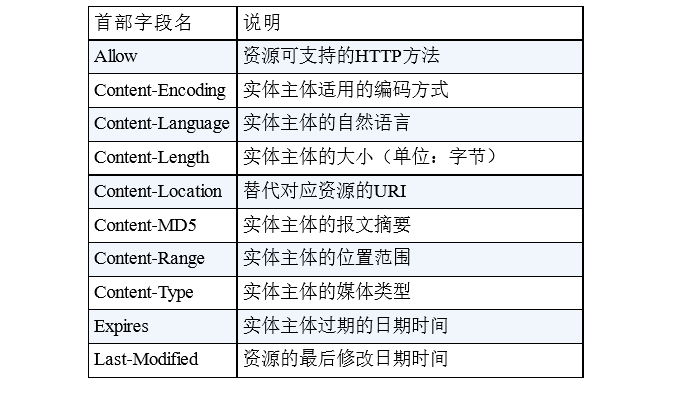 首部字段名 说明
Allow 资源可支持的HTTP方法
Content-Encoding 实体主体适用的编码方式
Content-Language 实体主体的自然语言
Content-Length 实体主体的大小（单位：字节）
Content-Location 替代对应资源的URI
Content-MD5 实体主体的报文摘要
Content-Range 实体主体的位置范围
Content-Type 实体主体的媒体类型
Expires 实体主体过期的日期时间
Last-Modified 资源的最后修改日期时间